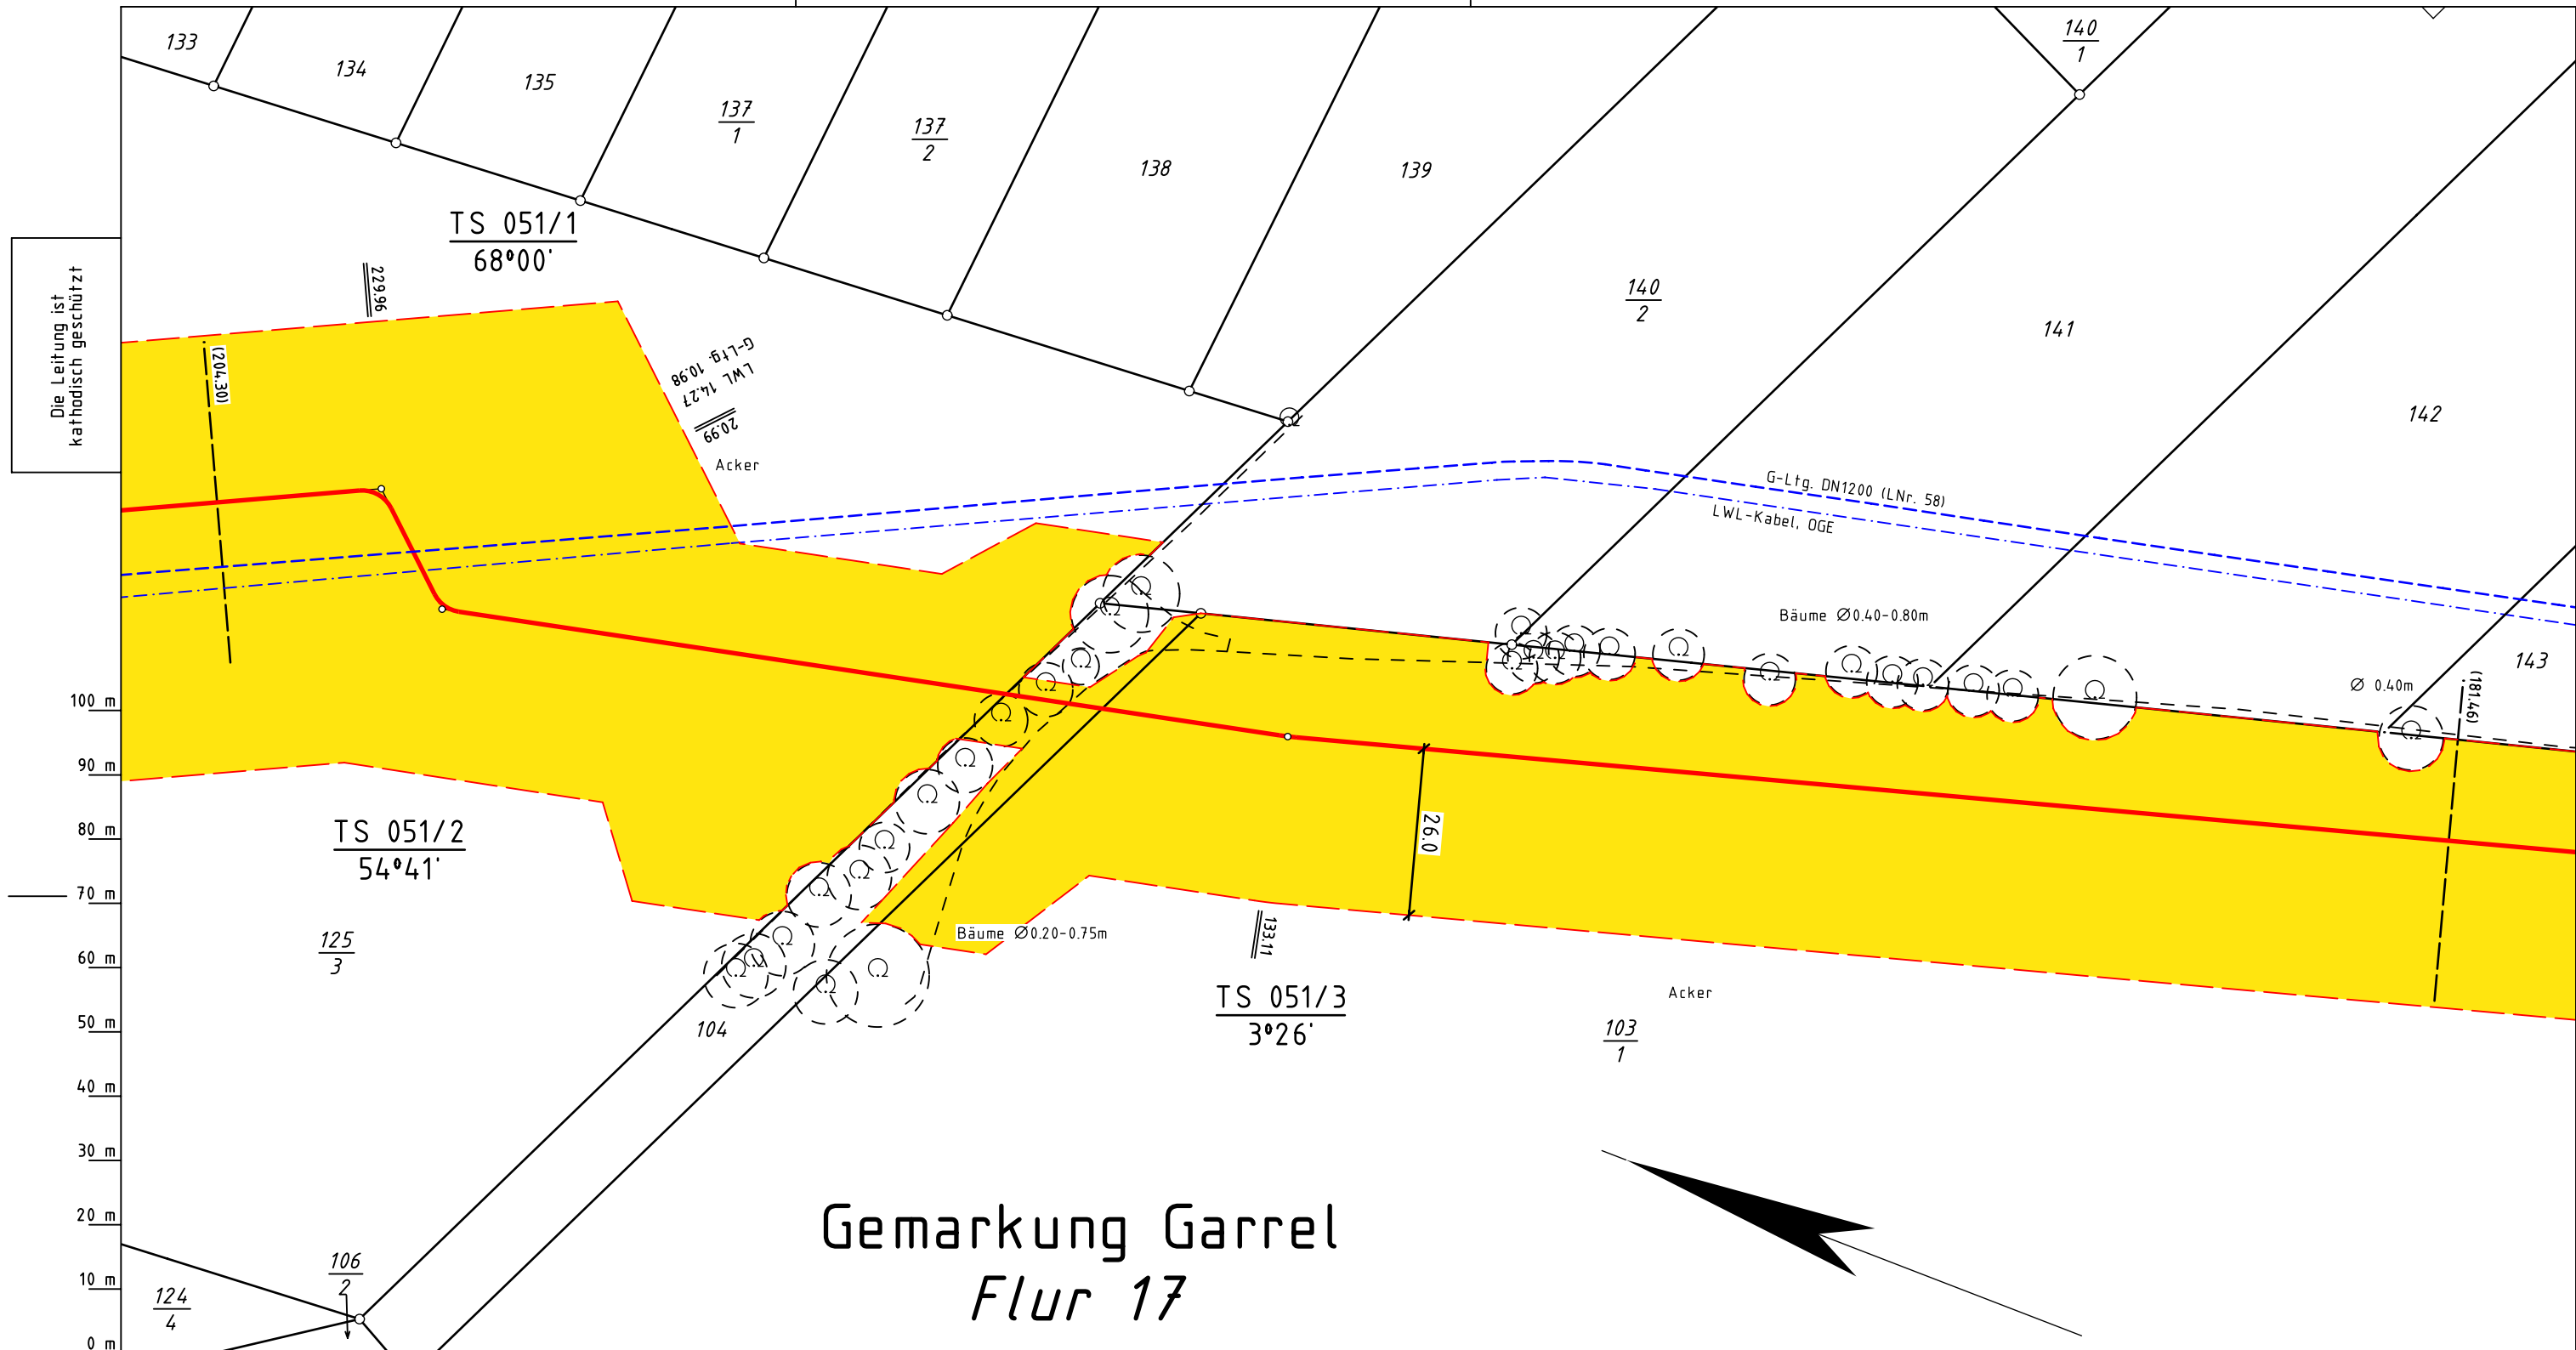 133
134
135
137
1
137
2
138
139
140
1
140
2
141
142
143
TS 051/1
68°00'
229.96
(204.30)
Die Leitung ist
kathodisch geschützt
G-Ltg. 10.98
LWL 14.27
20.99
Acker
G-Ltg. DN1200 (LNr. 58)
LWL-Kabel, OGE
Bäume Ø0.40-0.80m
Ø 0.40m
(181.46)
26.0
TS 051/2
54°41'
125
3
Bäume Ø0.20-0.75m
133.11
TS 051/3
3°26'
Acker
103
1
104
100 m
90 m
80 m
70 m
60 m
50 m
40 m
30 m
20 m
10 m
0 m
106
2
124
4
Gemarkung Garrel
Flur 17